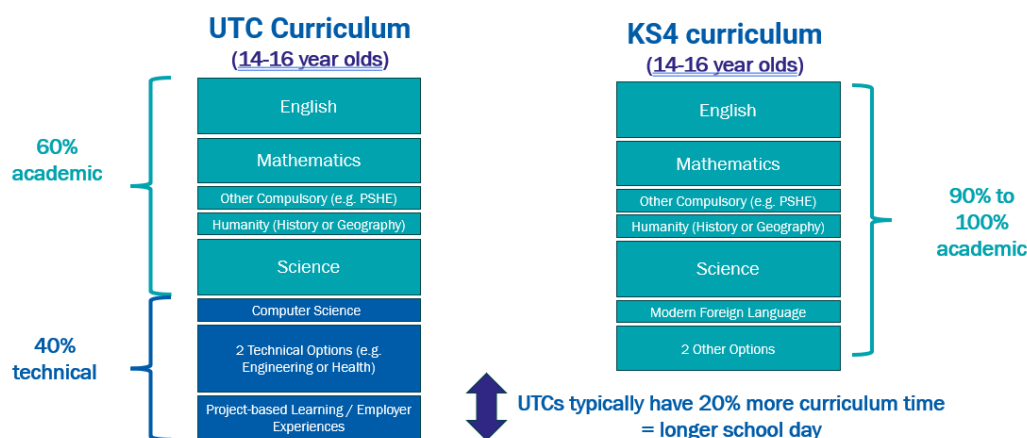 UTC Curriculum
(14-16 year olds)
60%
academic
English
Mathematics
Other Compulsory (e.g. PSHE)
Humanity (History or Geography)
Science
40%
technical
Computer Science
2 Technical Options (e.g.
Engineering or Health)
Project-based Learning / Employer
Experiences
KS4 curriculum
(14-16 year olds)
English
Mathematics
Other Compulsory (e.g. PSHE)
Humanity (History or Geography)
Science
Modern Foreign Language
2 Other Options
90% to
100%
academic
UTCs typically have 20% more curriculum time
= longer school day